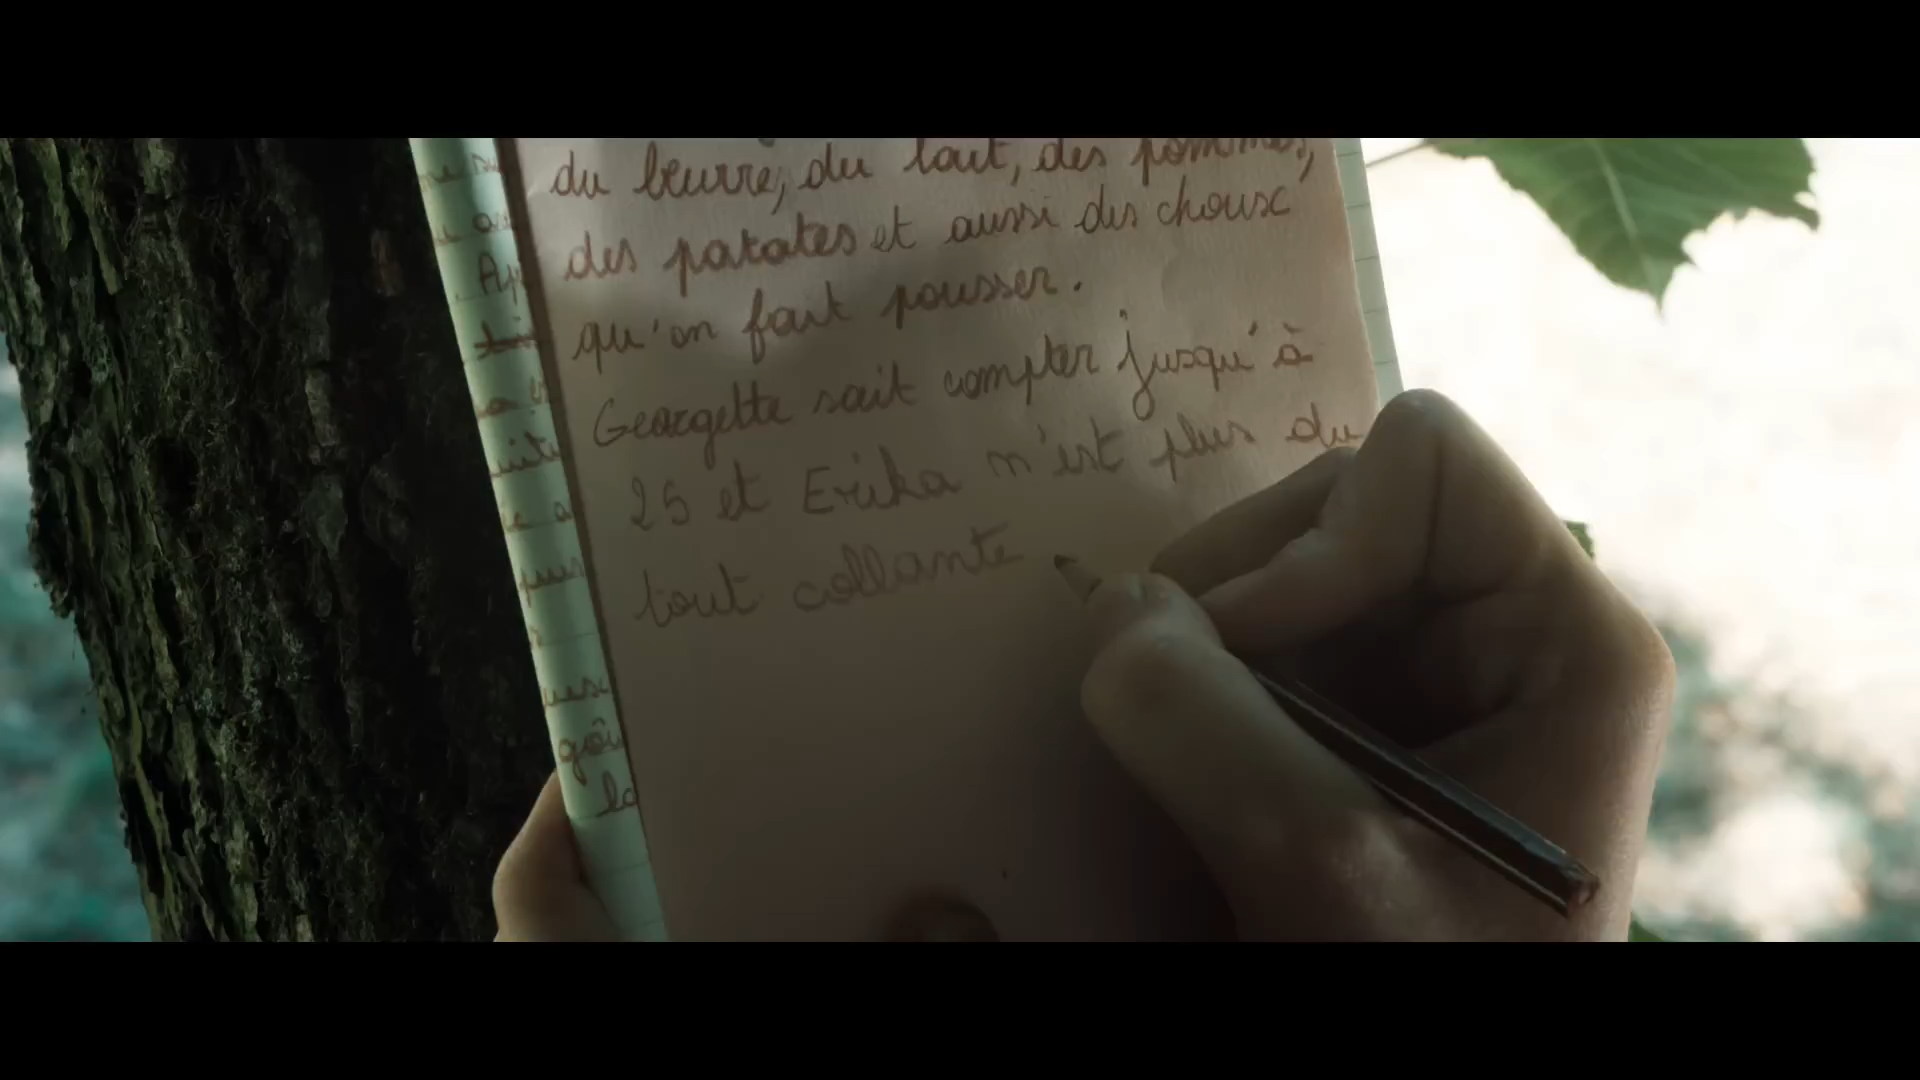 du beurre, du lait, des pommes,
des patates et aussi des choux
qu'on fait pousser.
Georgette sait compter jusqu'à
25 et Erika n'est plus du
tout collante